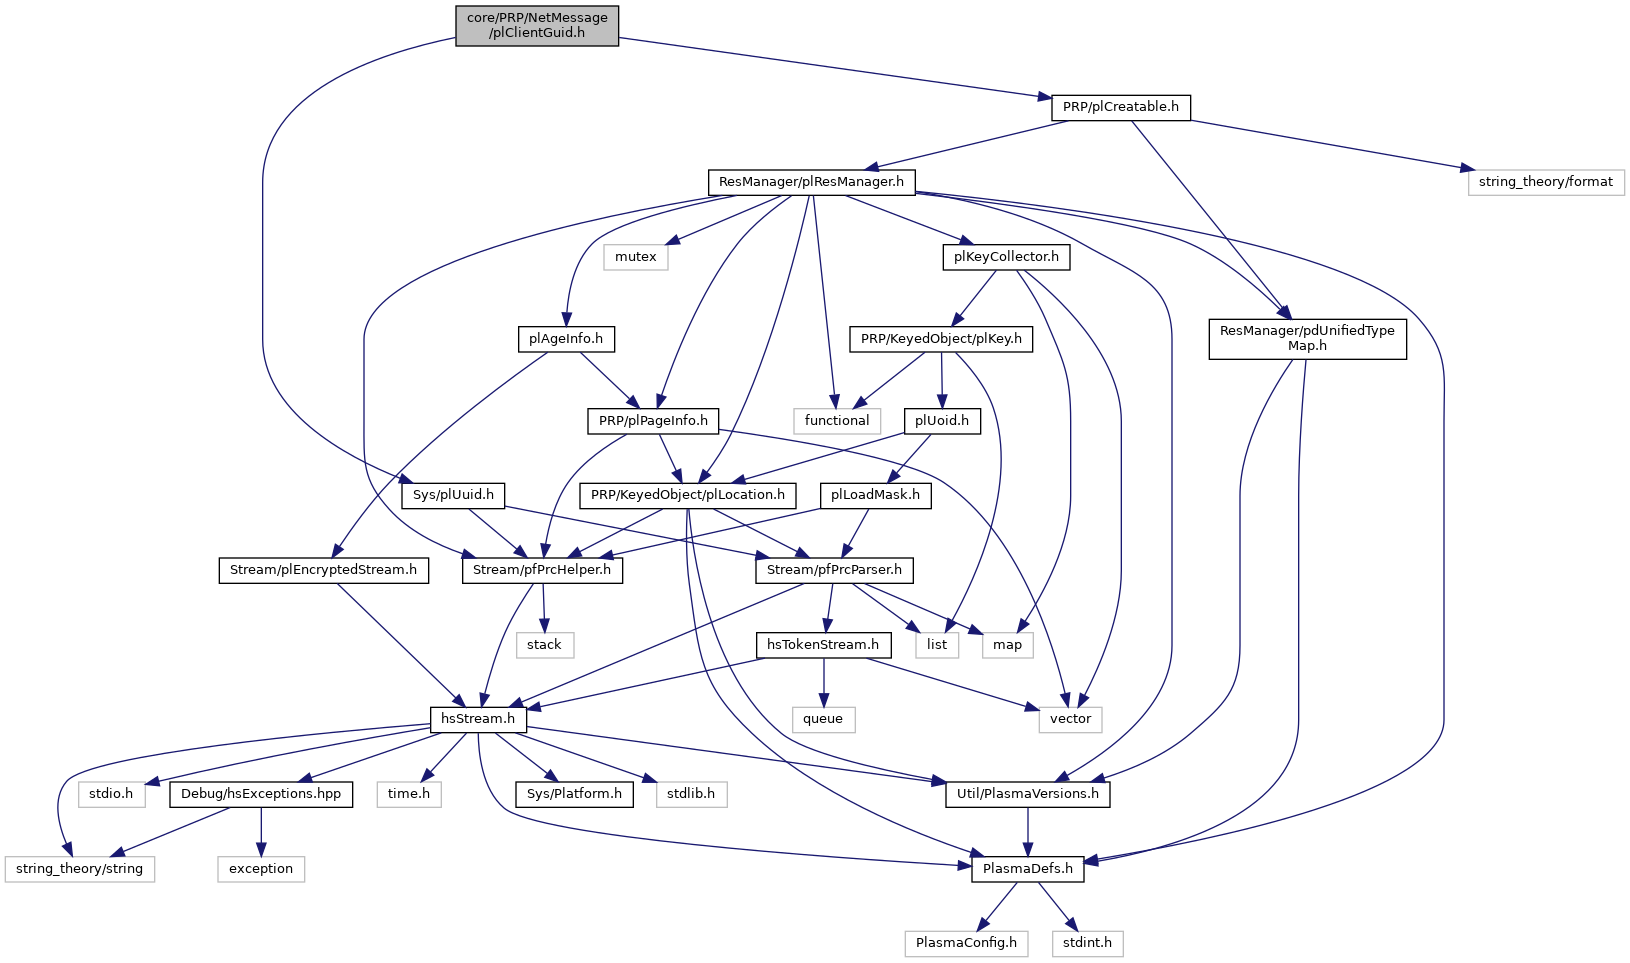 core/PRP/NetMessage
/plClientGuid.h
PRP/plCreatable.h
ResManager/plResManager.h
string_theory/format
mutex
plKeyCollector.h
plAgeInfo.h
PRP/KeyedObject/plKey.h
ResManager/pdUnifiedType
Map.h
PRP/plPageInfo.h
functional
plUoid.h
Sys/plUuid.h
PRP/KeyedObject/plLocation.h
plLoadMask.h
Stream/plEncryptedStream.h
Stream/pfPrcHelper.h
Stream/pfPrcParser.h
stack
hsTokenStream.h
list
map
hsStream.h
queue
vector
stdio.h
Debug/hsExceptions.hpp
time.h
Sys/Platform.h
stdlib.h
Util/PlasmaVersions.h
string_theory/string
exception
PlasmaDefs.h
PlasmaConfig.h
stdint.h